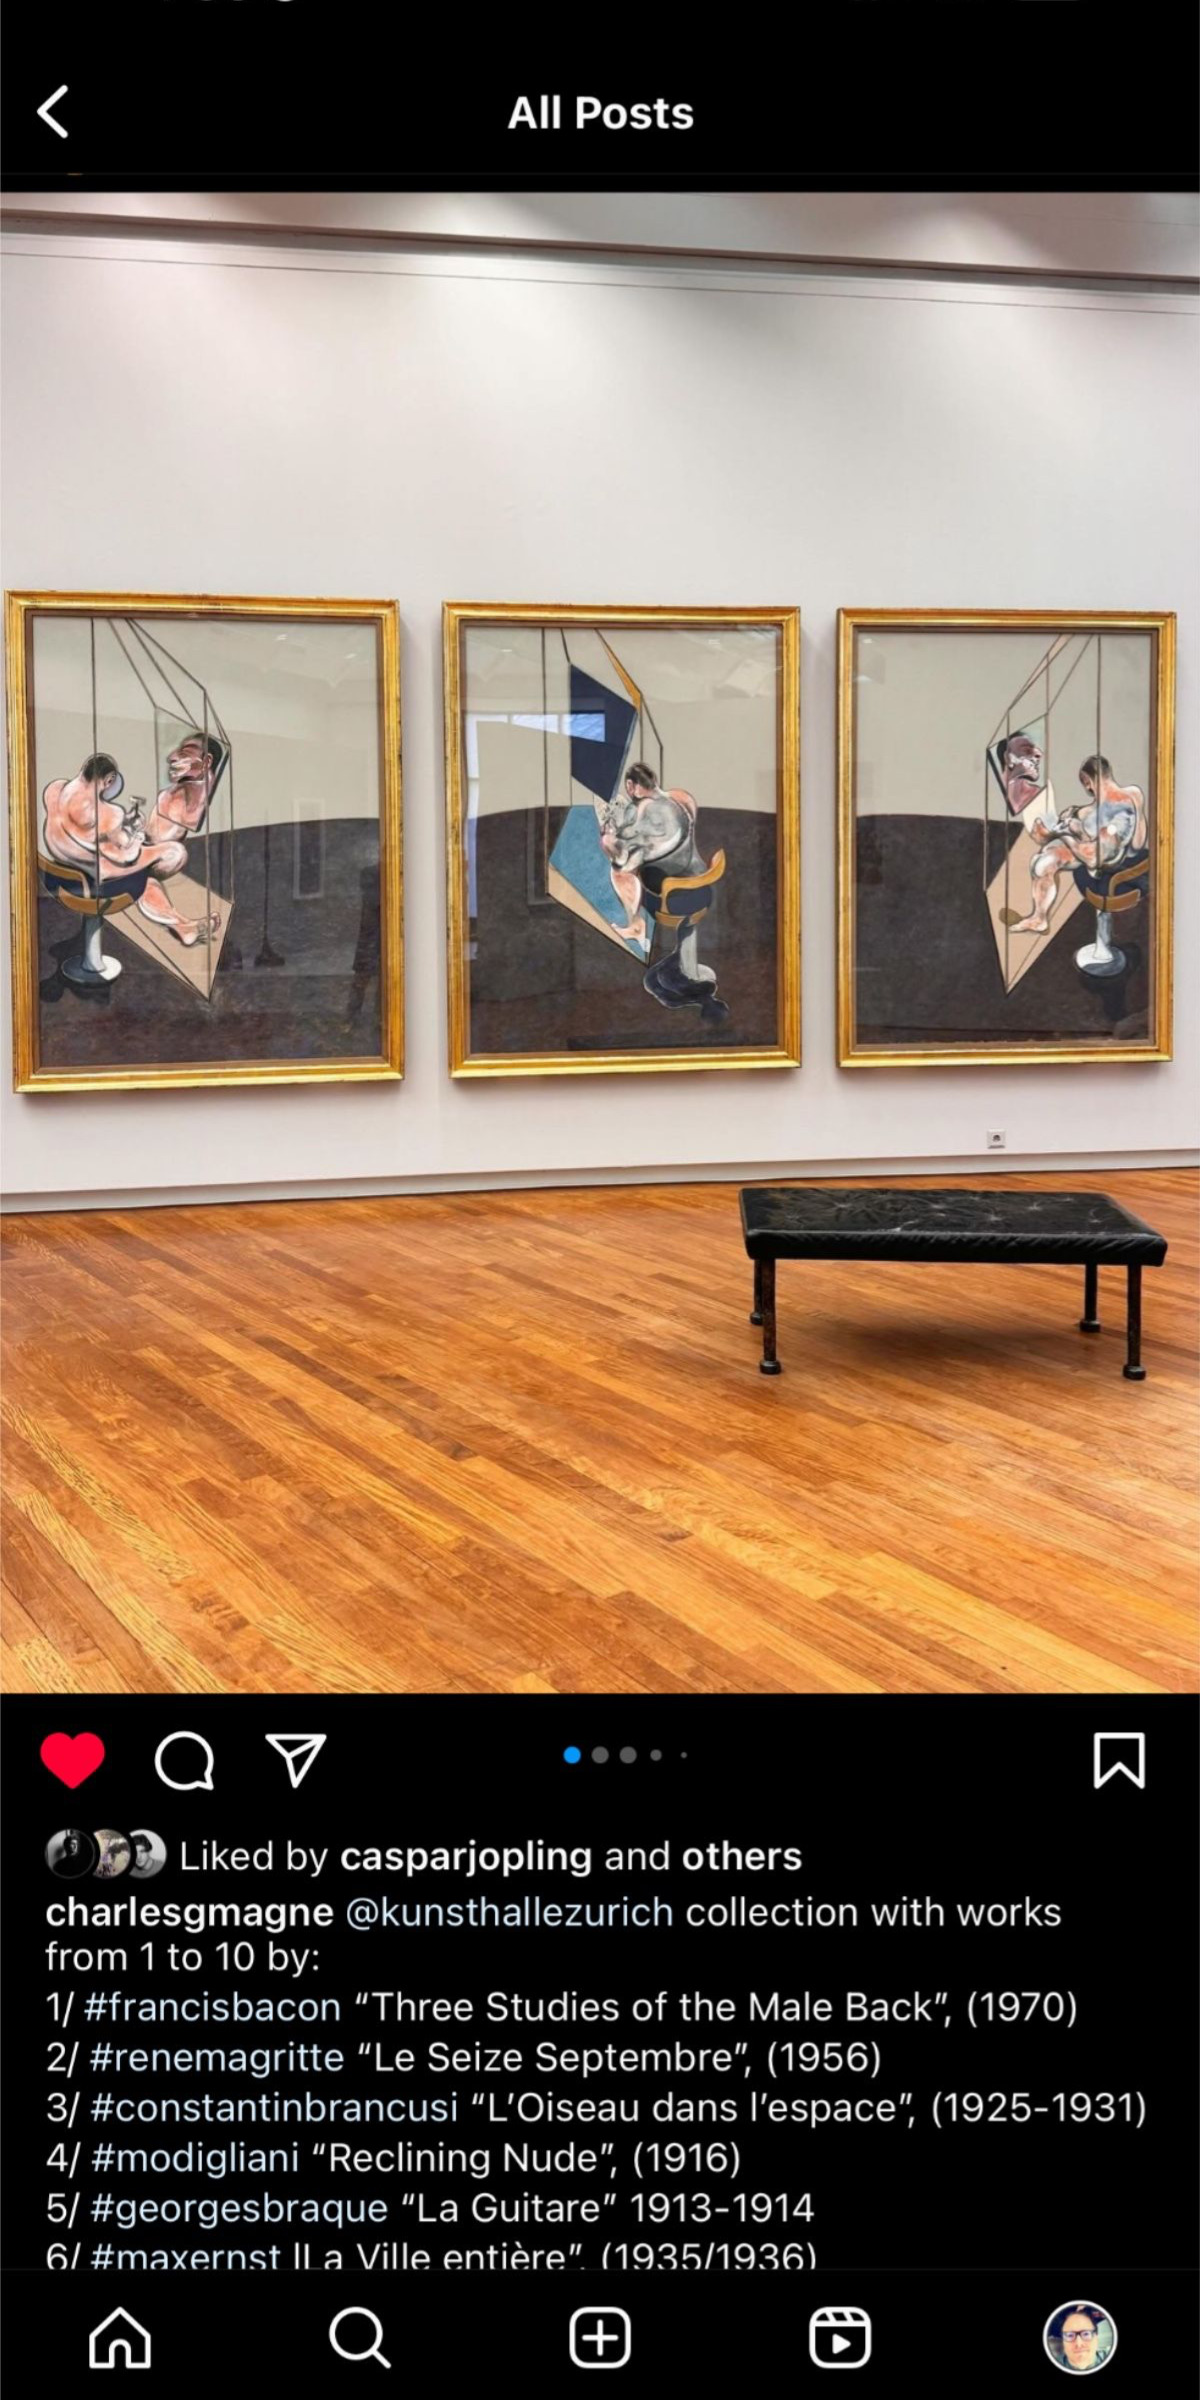 All Posts
Liked by casparjopling and others
charlesgmagne @kunsthallezurich collection with works
from 1 to 10 by:
1/ #francisbacon “Three Studies of the Male Back”, (1970)
2/ #renemagritte “Le Seize Septembre”, (1956)
3/ #constantinbrancusi “L’Oiseau dans l’espace”, (1925-1931)
4/ #modigliani “Reclining Nude”, (1916)
5/ #georgesbraque “La Guitare” 1913-1914
6/ #maxernst lLa Ville entière”, (1935/1936)